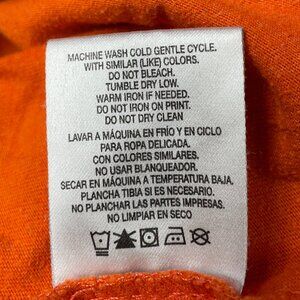 MACHINE WASH COLD GENTLE CYCLE.
WITH SIMILAR (LIKE) COLORS.
DO NOT BLEACH.
TUMBLE DRY LOW.
WARM IRON IF NEEDED.
DO NOT IRON ON PRINT.
DO NOT DRY CLEAN
LAVAR A MÁQUINA EN FRÍO Y EN CICLO
PARA ROPA DELICADA.
CON COLORES SIMILARES.
NO USAR BLANQUEADOR.
SECAR EN MÁQUINA A TEMPERATURA BAJA.
PLANCHA TIBIA SI ES NECESARIO.
NO PLANCHAR LAS PARTES IMPRESAS.
NO LIMPIAR EN SECO